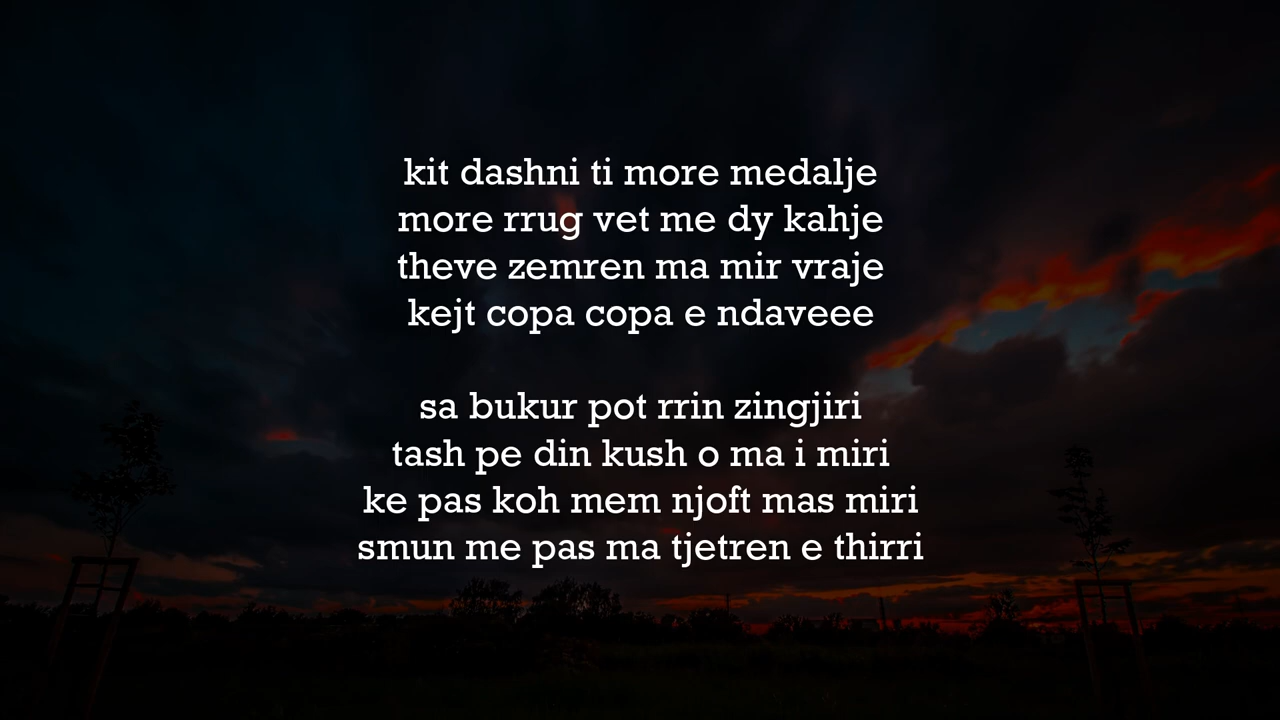 kit dashni ti more medalje
more rrug vet me dy kahje
theve zemren ma mir vraje
kejt copa copa e ndaveee
sa bukur pot rrin zingjiri
tash pe din kush o ma i miri
ke pas koh mem njoft mas miri
smun me pas ma tjetren e thirri